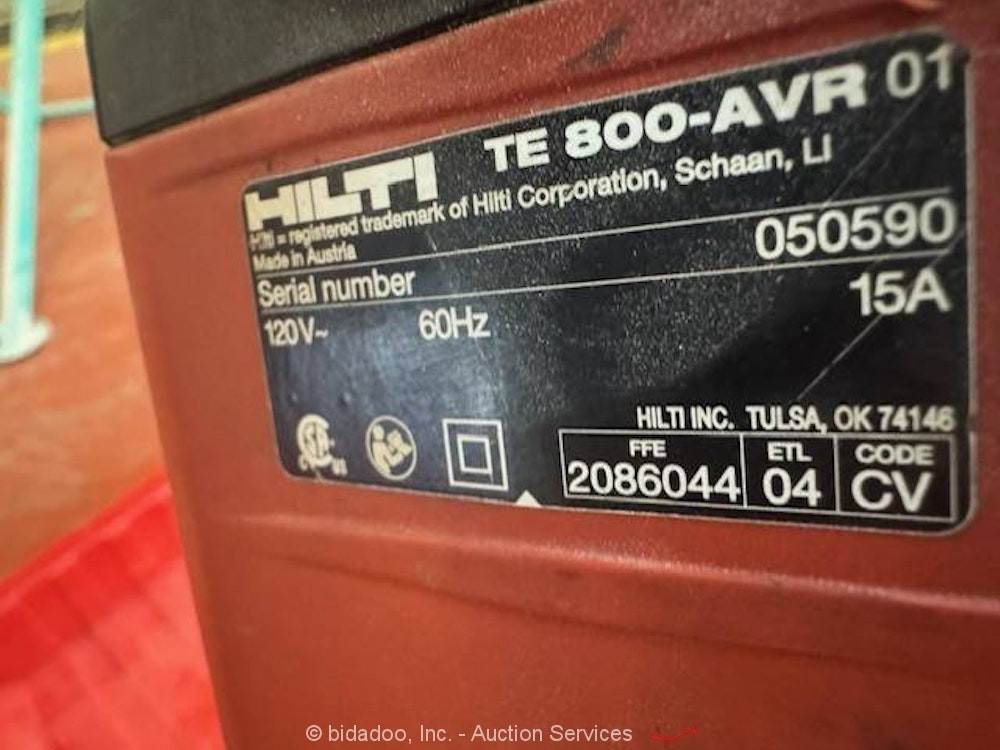 HILTI TE 800-AVR 01
Hilti = registered trademark of Hilti Corporation, Schaan, LI
Made in Austria
Serial number 050590
120V~ 60Hz 15A
HILTI INC. TULSA, OK 74146
FFE ETL CODE
2086044 04 CV
C US
© bidadoo, Inc. - Auction Services